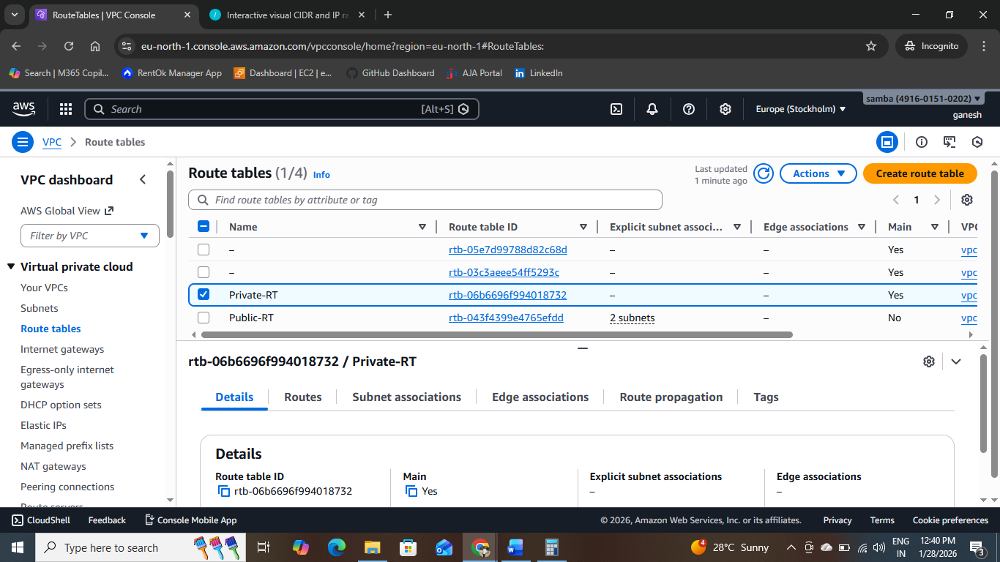 RouteTables | VPC Console
Interactive visual CIDR and IP ra
eu-north-1.console.aws.amazon.com/vpcconsole/home?region=eu-north-1#RouteTables:
Incognito
Search | M365 Copil...
RentOk Manager App
Dashboard | EC2 | e...
GitHub Dashboard
AJA Portal
LinkedIn
aws
Search
[Alt+S]
Europe (Stockholm)
samba (4916-0151-0202)
ganesh
VPC
Route tables
VPC dashboard
AWS Global View
Filter by VPC
Virtual private cloud
Your VPCs
Subnets
Route tables
Internet gateways
Egress-only internet
gateways
DHCP option sets
Elastic IPs
Managed prefix lists
NAT gateways
Peering connections
Route servers
Route tables (1/4) Info
Last updated
1 minute ago
Actions
Create route table
Find route tables by attribute or tag
1
Name Route table ID Explicit subnet associ... Edge associations Main VPC
– rtb-05e7d99788d82c68d – – Yes vpc
– rtb-03c3aeee54ff5293c – – Yes vpc
Private-RT rtb-06b6696f994018732 – – Yes vpc
Public-RT rtb-043f4399e4765efdd 2 subnets – No vpc
rtb-06b6696f994018732 / Private-RT
Details Routes Subnet associations Edge associations Route propagation Tags
Details
Route table ID Main Explicit subnet associations Edge associations
rtb-06b6696f994018732 Yes – –
CloudShell Feedback Console Mobile App © 2026, Amazon Web Services, Inc. or its affiliates. Privacy Terms Cookie preferences
Type here to search
4
28°C Sunny
ENG
IN
12:40 PM
1/28/2026
3